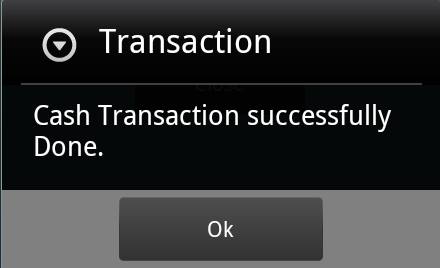 Transaction
Cash Transaction successfully
Done.
Ok